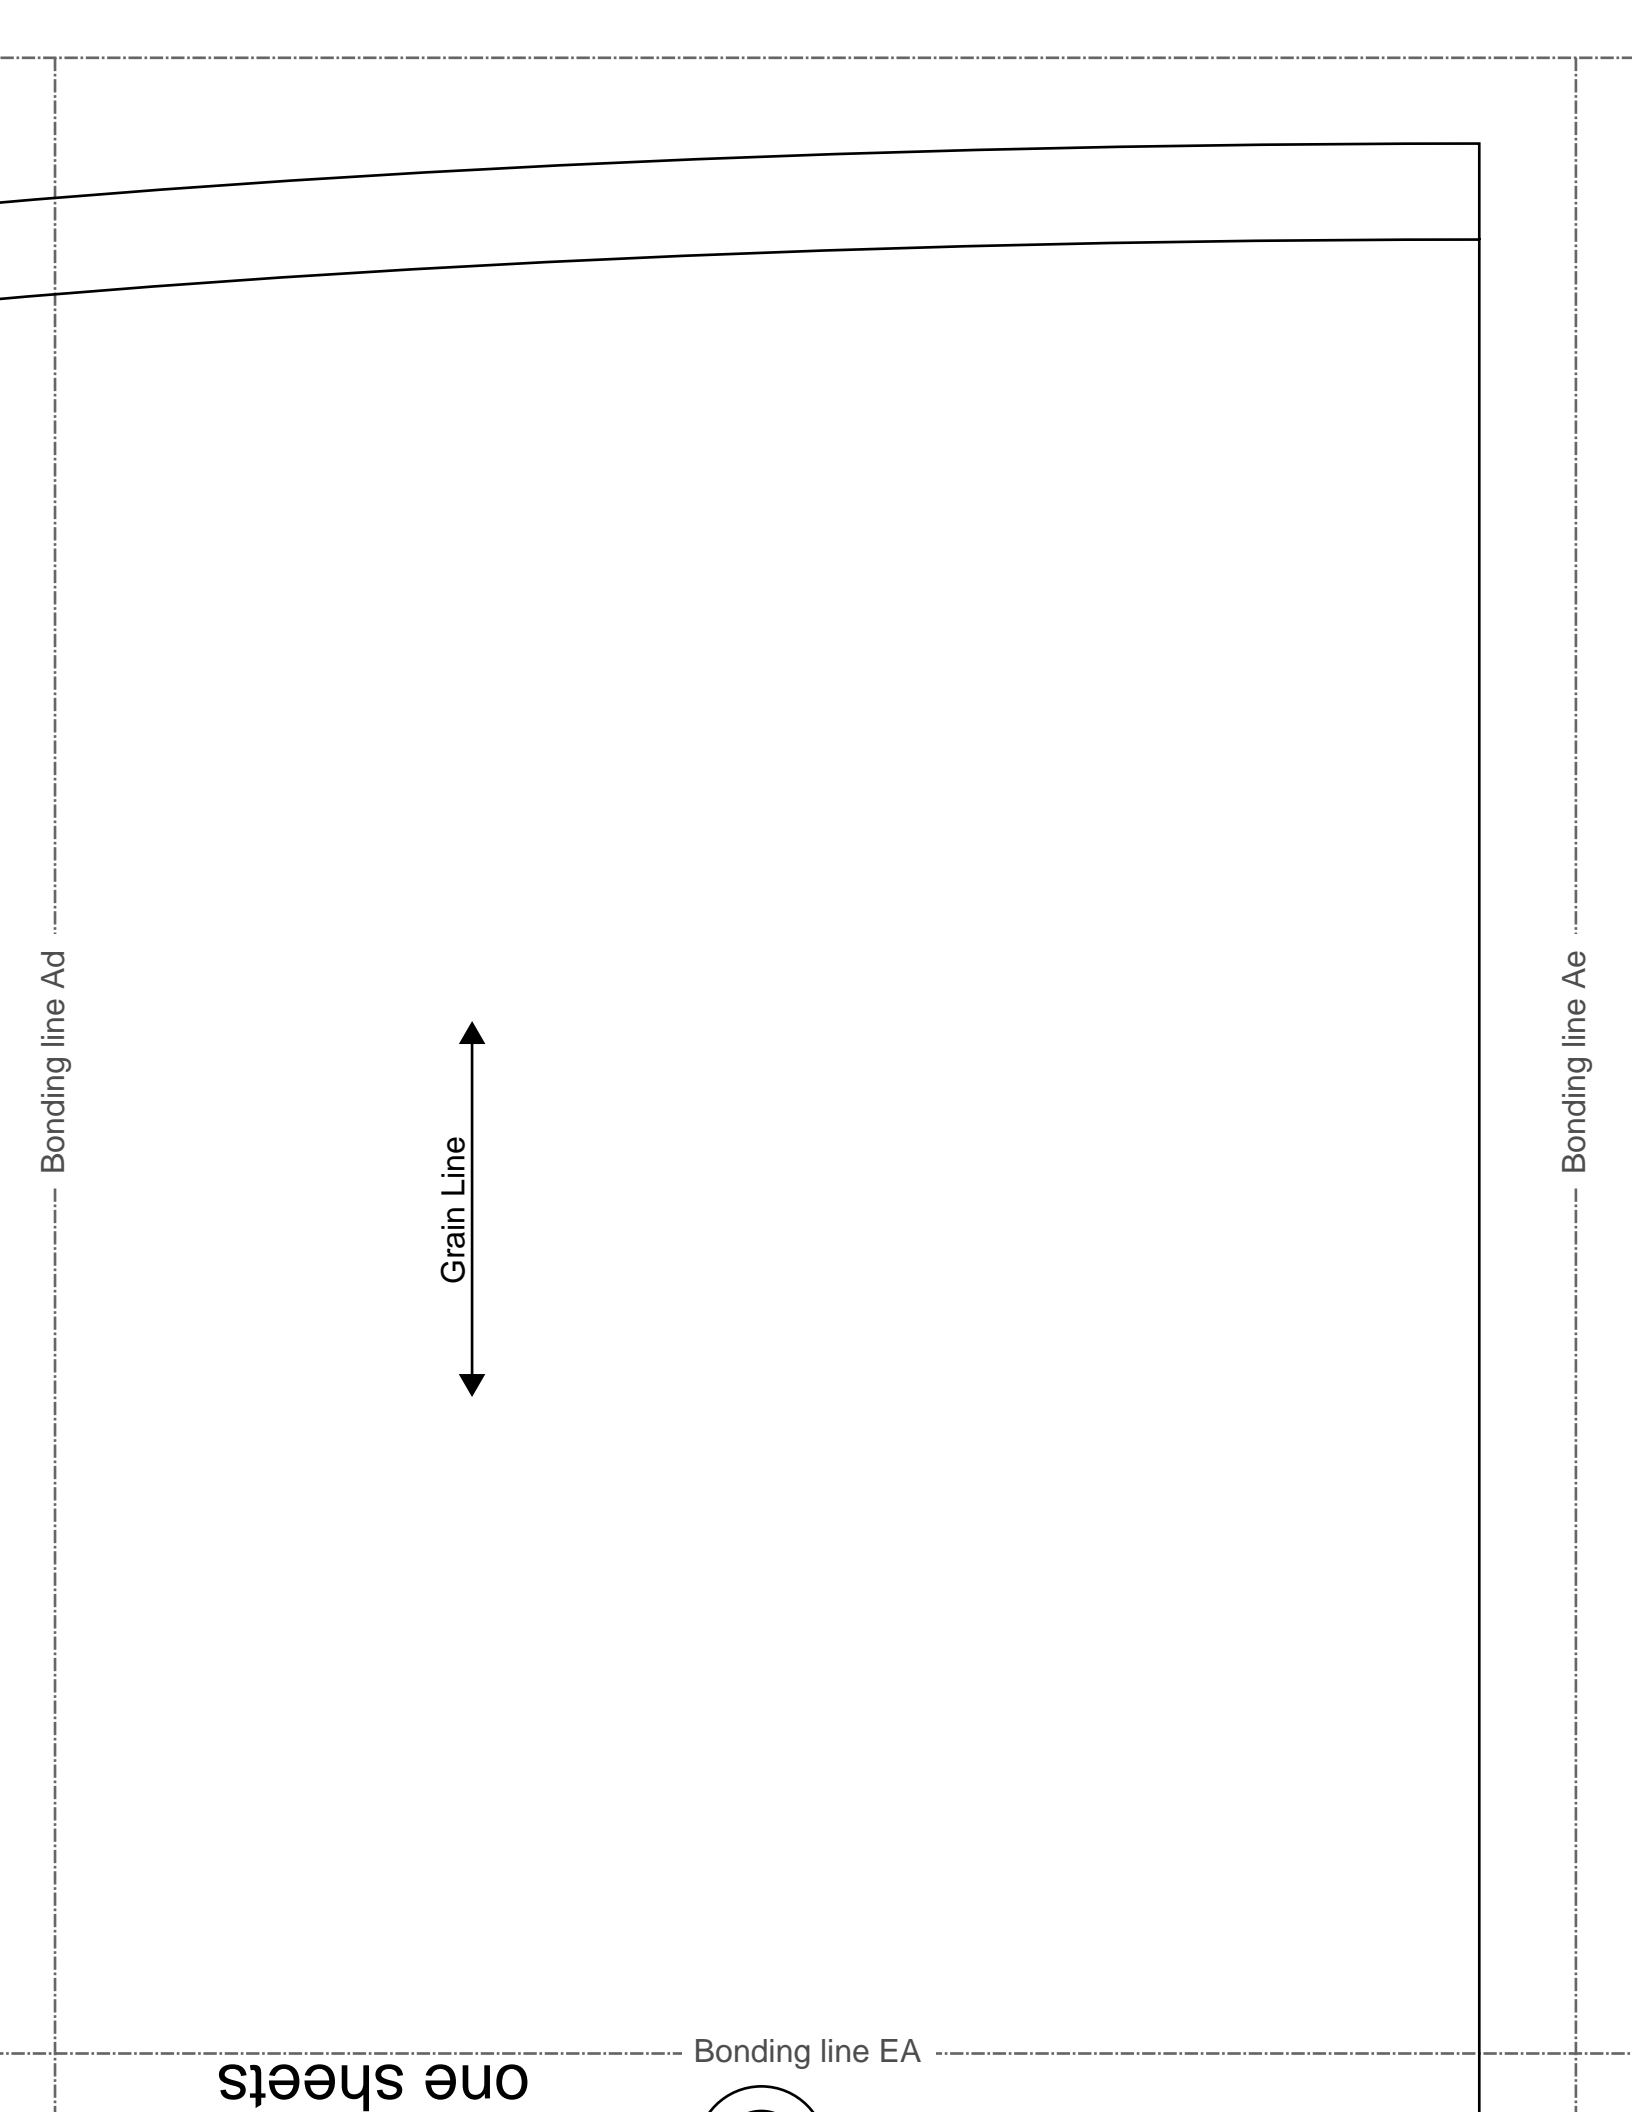 Bonding line Ad
Bonding line Ae
Grain Line
Bonding line EA
one sheets